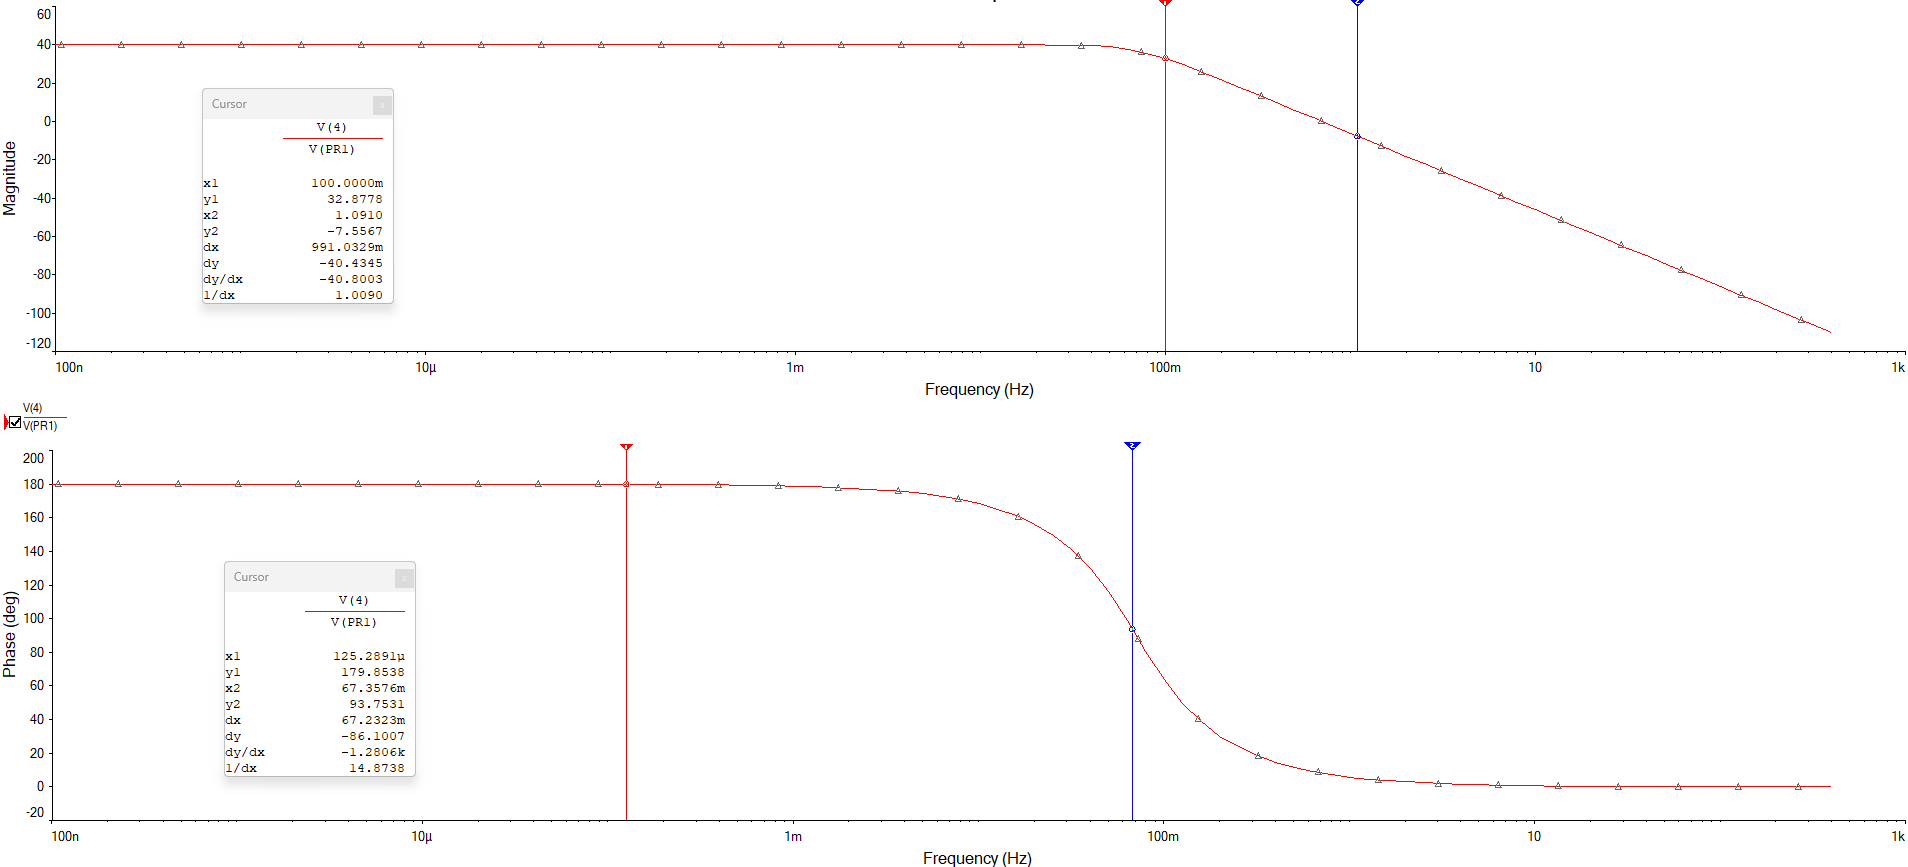 60
40
20
0
-20
-40
-60
-80
-100
-120
Magnitude
1
2
Cursor
x
V(4)
V(PR1)
x1 100.0000m
y1 32.8778
x2 1.0910
y2 -7.5567
dx 991.0329m
dy -40.4345
dy/dx -40.8003
1/dx 1.0090
100n 10µ 1m 100m 10 1k
Frequency (Hz)
V(4)
V(PR1)
200
180
160
140
120
100
80
60
40
20
0
-20
Phase (deg)
1
2
Cursor
x
V(4)
V(PR1)
x1 125.2891µ
y1 179.8538
x2 67.3576m
y2 93.7531
dx 67.2323m
dy -86.1007
dy/dx -1.2806k
1/dx 14.8738
100n 10µ 1m 100m 10 1k
Frequency (Hz)